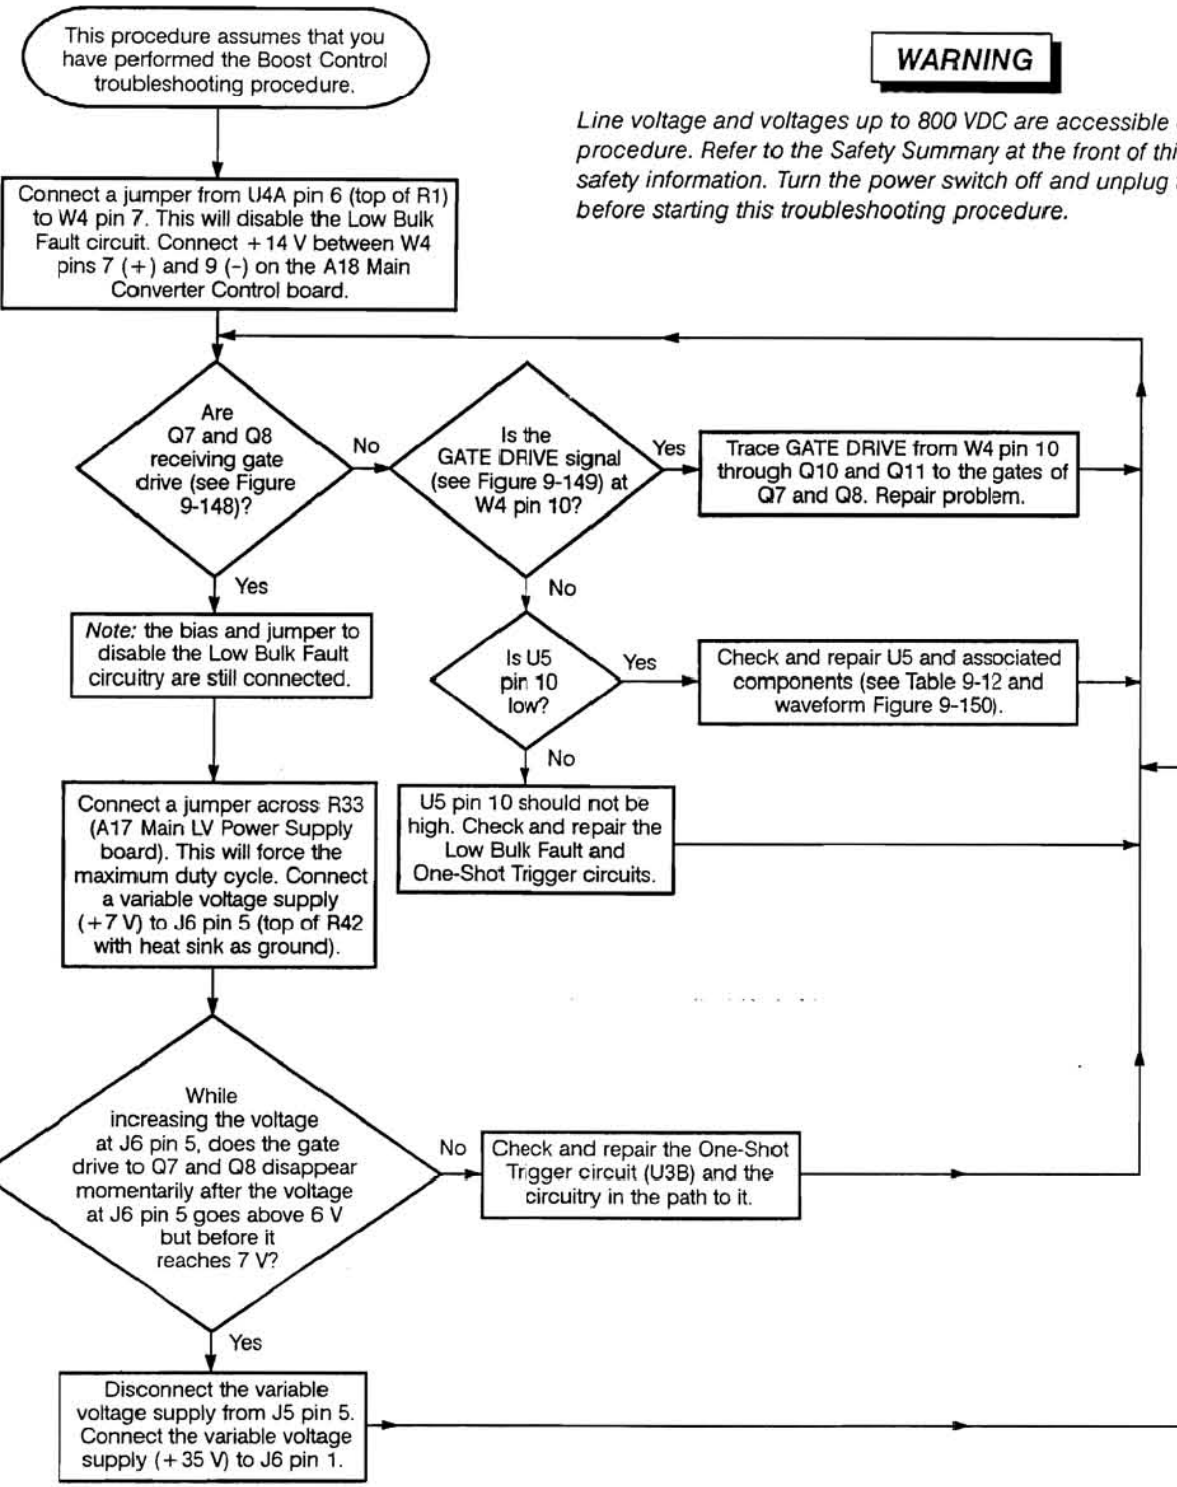 This procedure assumes that you
have performed the Boost Control
troubleshooting procedure.
WARNING
Line voltage and voltages up to 800 VDC are accessible
procedure. Refer to the Safety Summary at the front of thi
safety information. Turn the power switch off and unplug
before starting this troubleshooting procedure.
Connect a jumper from U4A pin 6 (top of R1)
to W4 pin 7. This will disable the Low Bulk
Fault circuit. Connect +14 V between W4
pins 7 (+) and 9 (-) on the A18 Main
Converter Control board.
Are
Q7 and Q8
receiving gate
drive (see Figure
9-148)?
No
Is the
GATE DRIVE signal
(see Figure 9-149) at
W4 pin 10?
Yes
Trace GATE DRIVE from W4 pin 10
through Q10 and Q11 to the gates of
Q7 and Q8. Repair problem.
Yes
No
Note: the bias and jumper to
disable the Low Bulk Fault
circuitry are still connected.
Is U5
pin 10
low?
Yes
Check and repair U5 and associated
components (see Table 9-12 and
waveform Figure 9-150).
No
U5 pin 10 should not be
high. Check and repair the
Low Bulk Fault and
One-Shot Trigger circuits.
Connect a jumper across R33
(A17 Main LV Power Supply
board). This will force the
maximum duty cycle. Connect
a variable voltage supply
(+7 V) to J6 pin 5 (top of R42
with heat sink as ground).
While
increasing the voltage
at J6 pin 5, does the gate
drive to Q7 and Q8 disappear
momentarily after the voltage
at J6 pin 5 goes above 6 V
but before it
reaches 7 V?
No
Check and repair the One-Shot
Trigger circuit (U3B) and the
circuitry in the path to it.
Yes
Disconnect the variable
voltage supply from J5 pin 5.
Connect the variable voltage
supply (+35 V) to J6 pin 1.